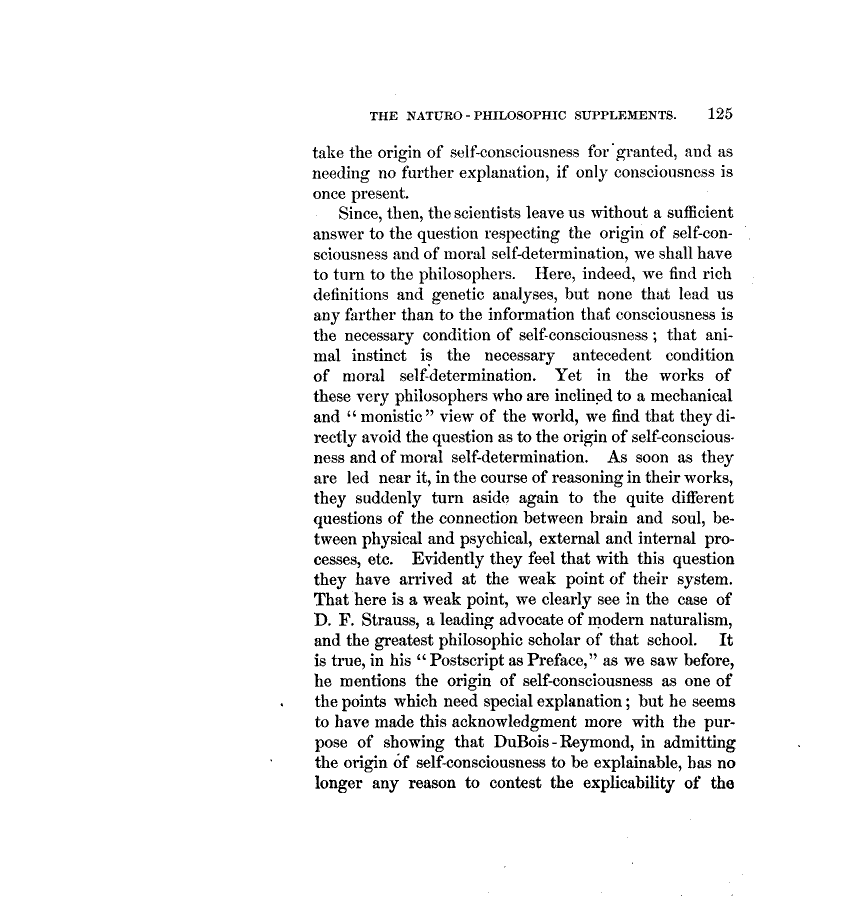 THE NATURO-PHILOSOPHIC SUPPLEMENTS. 125
take the origin of self-consciousness for granted, and as
needing no further explanation, if only consciousness is
once present.
Since, then, the scientists leave us without a sufficient
answer to the question respecting the origin of self-con-
sciousness and of moral self-determination, we shall have
to turn to the philosophers. Here, indeed, we find rich
definitions and genetic analyses, but none that lead us
any farther than to the information that consciousness is
the necessary condition of self-consciousness; that ani-
mal instinct is the necessary antecedent condition
of moral self-determination. Yet in the works of
these very philosophers who are inclined to a mechanical
and "monistic" view of the world, we find that they di-
rectly avoid the question as to the origin of self-conscious-
ness and of moral self-determination. As soon as they
are led near it, in the course of reasoning in their works,
they suddenly turn aside again to the quite different
questions of the connection between brain and soul, be-
tween physical and psychical, external and internal pro-
cesses, etc. Evidently they feel that with this question
they have arrived at the weak point of their system.
That here is a weak point, we clearly see in the case of
D. F. Strauss, a leading advocate of modern naturalism,
and the greatest philosophic scholar of that school. It
is true, in his "Postscript as Preface," as we saw before,
he mentions the origin of self-consciousness as one of
the points which need special explanation; but he seems
to have made this acknowledgment more with the pur-
pose of showing that DuBois-Reymond, in admitting
the origin of self-consciousness to be explainable, has no
longer any reason to contest the explicability of the